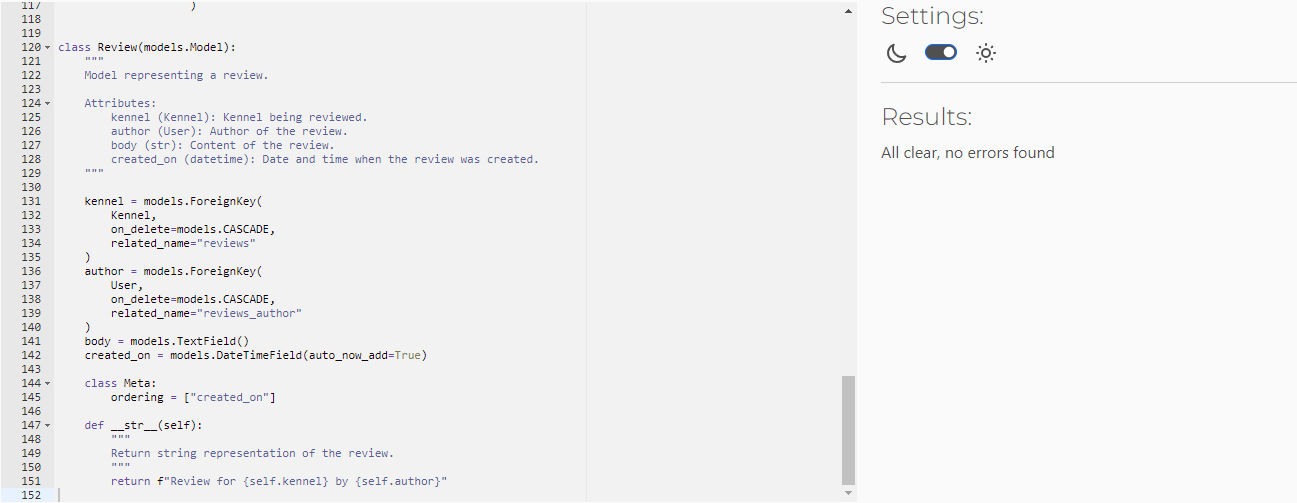 117                     )
118
119
120 class Review(models.Model):
121     """
122     Model representing a review.
123
124     Attributes:
125         kennel (Kennel): Kennel being reviewed.
126         author (User): Author of the review.
127         body (str): Content of the review.
128         created_on (datetime): Date and time when the review was created.
129     """
130
131     kennel = models.ForeignKey(
132         Kennel,
133         on_delete=models.CASCADE,
134         related_name="reviews"
135     )
136     author = models.ForeignKey(
137         User,
138         on_delete=models.CASCADE,
139         related_name="reviews_author"
140     )
141     body = models.TextField()
142     created_on = models.DateTimeField(auto_now_add=True)
143
144     class Meta:
145         ordering = ["created_on"]
146
147     def __str__(self):
148         """
149         Return string representation of the review.
150         """
151         return f"Review for {self.kennel} by {self.author}"
152
Settings:
Results:
All clear, no errors found